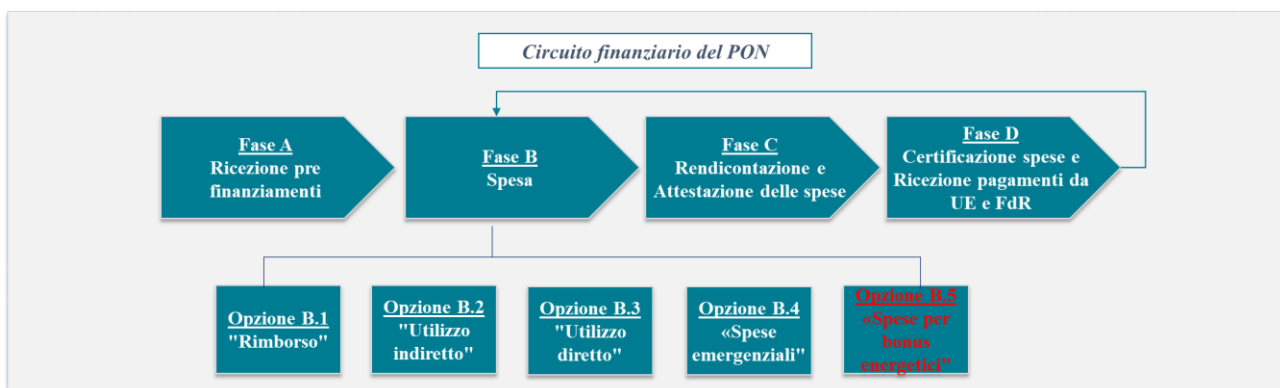 Circuito finanziario del PON
Fase A
Ricezione pre
finanziamenti
Fase B
Spesa
Fase C
Rendicontazione e
Attestazione delle spese
Fase D
Certificazione spese e
Ricezione pagamenti da
UE e FdR
Opzione B.1
"Rimborso"
Opzione B.2
"Utilizzo
indiretto"
Opzione B.3
"Utilizzo
diretto"
Opzione B.4
«Spese
emergenziali"
Opzione B.5
«Spese per
bonus
energetici"